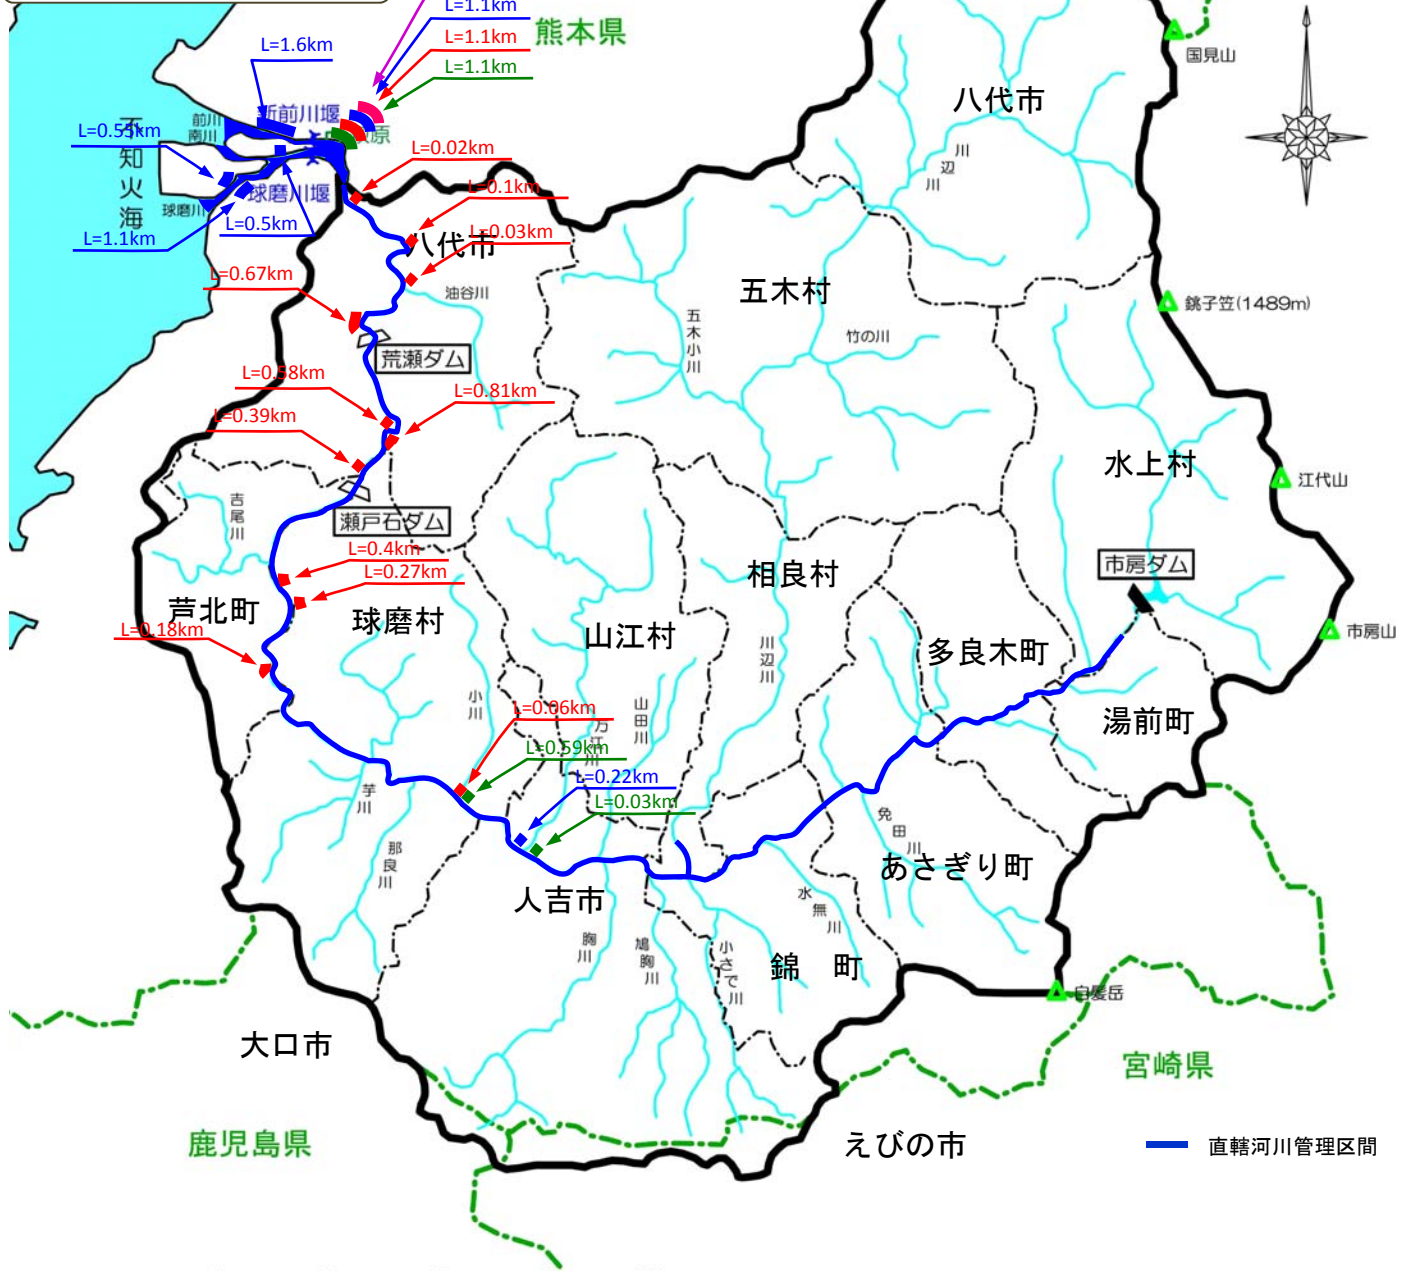 L=1.1km
熊本県
L=1.6km
L=1.1km
L=1.1km
国見山
八代市
新前川堰
前川
南川
L=0.55km
不知火海
原
L=0.02km
川辺川
球磨川堰
球磨川
L=0.1km
L=0.5km
L=1.1km
八代市
L=0.03km
L=0.67km
油谷川
五木村
銚子笠(1489m)
五木小川
竹の川
荒瀬ダム
L=0.58km
L=0.81km
L=0.39km
水上村
江代山
吉尾川
瀬戸石ダム
L=0.4km
L=0.27km
相良村
市房ダム
芦北町
球磨村
山江村
L=0.18km
市房山
川辺川
多良木町
小川
山田川
湯前町
L=0.06km
万江川
L=0.59km
L=0.22km
L=0.03km
芋川
免田川
那良川
あさぎり町
人吉市
水無川
胸川
鳩胸川
小さで川
錦 町
白髪岳
大口市
宮崎県
鹿児島県
えびの市
直轄河川管理区間